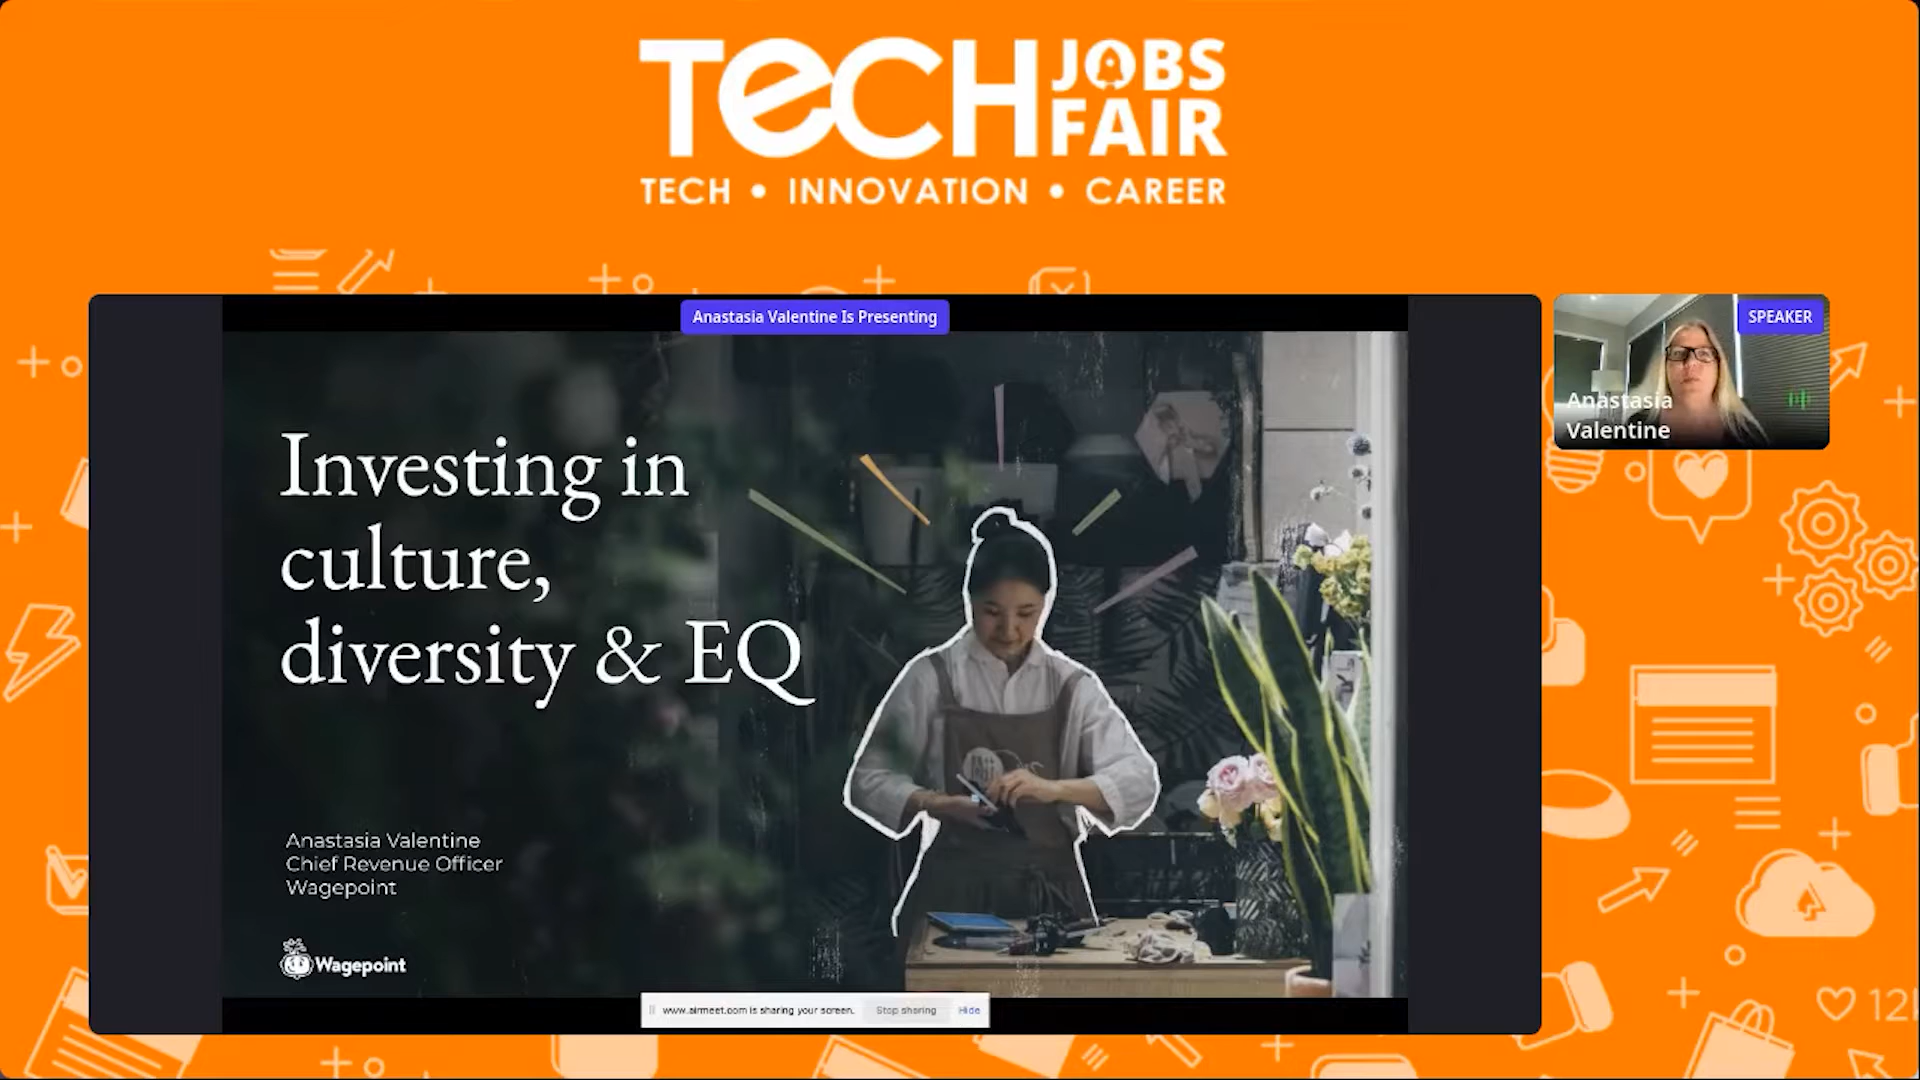 TECH JOBS
FAIR
TECH • INNOVATION • CAREER
Anastasia Valentine Is Presenting
SPEAKER
Anastasia
Valentine
Investing in
culture,
diversity & EQ
Anastasia Valentine
Chief Revenue Officer
Wagepoint
Wagepoint
www.airmeet.com is sharing your screen. Stop sharing Hide